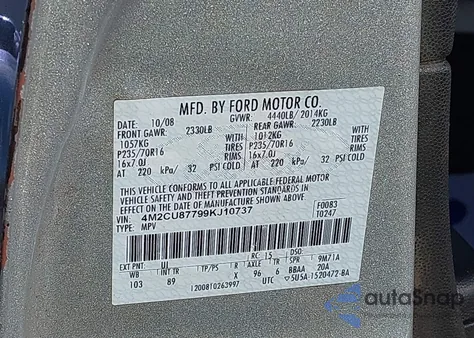 MFD. BY FORD MOTOR CO.
10/08 GVWR: 4440LB/ 2014KG
FRONT GAWR: 2330LB REAR GAWR: 2230LB
1057KG WITH 1012KG WITH
P235/70R16 TIRES P235/70R16 TIRES
16x7.0J RIMS 16x7.0J RIMS
AT 220 kPa/ 32 PSI COLD AT 220 kPa/ 32 PSI COLD
THIS VEHICLE CONFORMS TO ALL APPLICABLE FEDERAL MOTOR
VEHICLE SAFETY AND THEFT PREVENTION STANDARDS IN
EFFECT ON THE DATE OF MANUFACTURE SHOWN ABOVE.
VIN: 4M2CU87799KJ10737 F0083
TYPE: MPV T0247
EXT PNT: UI RC: 15 DSO:
WB INT TR TP/PS R AXLE TR SPR 9M71A
103 89 X 96 6 BBAA 20A
1200810263997 UTC 5U5A-1520472-BA
autoSnap